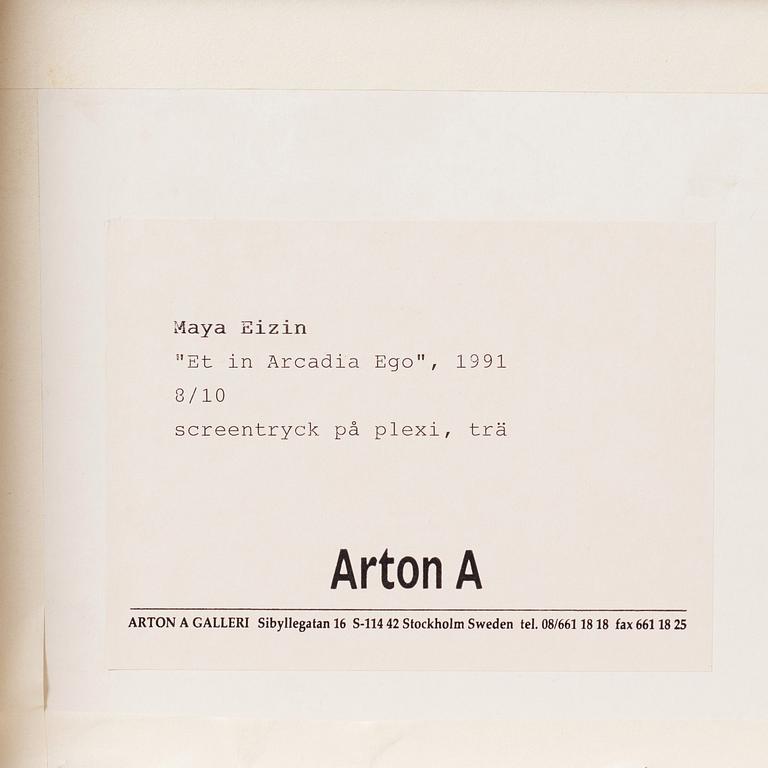 Maya Eizin
"Et in Arcadia Ego", 1991
8/10
screentryck på plexi, trä
Arton A
ARTON A GALLERI Sibyllegatan 16 S-114 42 Stockholm Sweden tel. 08/661 18 18 fax 661 18 25